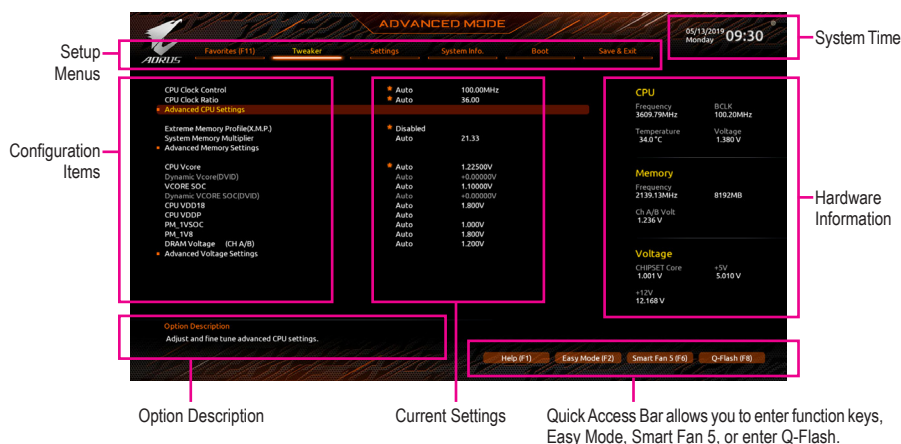 ADVANCED MODE
05/13/2019
Monday
09:30
System Time
Setup
Menus
AORUS
Favorites (F11) Tweaker Settings System Info. Boot Save & Exit
Configuration
Items
CPU Clock Control Auto 100.00MHz
CPU Clock Ratio Auto 36.00
Advanced CPU Settings
Extreme Memory Profile(X.M.P.) Disabled
System Memory Multiplier Auto 21.33
Advanced Memory Settings
CPU Vcore Auto 1.22500V
Dynamic Vcore(DVID) Auto +0.00000V
VCORE SOC Auto 1.10000V
Dynamic VCORE SOC(DVID) Auto +0.00000V
CPU VDD18 Auto 1.800V
CPU VDDP Auto
PM_1VSOC Auto 1.000V
PM_1V8 Auto 1.800V
DRAM Voltage (CH A/B) Auto 1.200V
Advanced Voltage Settings
CPU
Frequency BCLK
3609.79MHz 100.20MHz
Temperature Voltage
34.0 °C 1.380 V
Memory
Frequency
2139.13MHz 8192MB
Ch A/B Volt
1.236 V
Voltage
CHIPSET Core +5V
1.001 V 5.010 V
+12V
12.168 V
Hardware
Information
Option Description
Adjust and fine tune advanced CPU settings.
Help (F1) Easy Mode (F2) Smart Fan 5 (F6) Q-Flash (F8)
Option Description
Current Settings
Quick Access Bar allows you to enter function keys,
Easy Mode, Smart Fan 5, or enter Q-Flash.